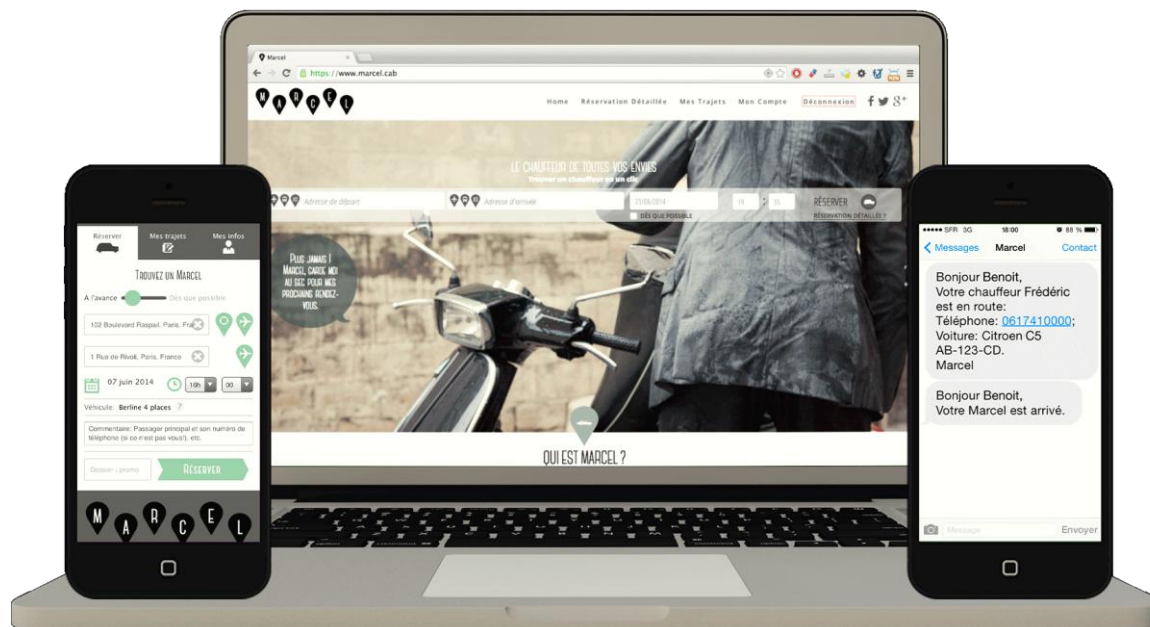 Marcel
https://www.marcel.cab
MARCEL
Home Réservation Détaillée Mes Trajets Mon Compte Déconnexion
LE CHAUFFEUR DE TOUTES VOS ENVIES
Trouver un chauffeur en un clic
Adresse de départ
Adresse d'arrivée
RÉSERVER
DÈS QUE POSSIBLE
RÉSERVATION DÉTAILLÉE ?
PLUS JAMAIS !
MARCEL, GARDE MOI
AU SEC POUR MES
PROCHAINS RENDEZ-
VOUS.
QUI EST MARCEL ?
Réserver Mes trajets Mes infos
TROUVEZ UN MARCEL
À l'avance Dès que possible
102 Boulevard Raspail, Paris, Fra
1 Rue de Rivoli, Paris, France
07 juin 2014 00
Véhicule: Berline 4 places ?
Commentaire: Passager principal et son numéro de
téléphone (si ce n'est pas vous!), etc.
RÉSERVER
MARCEL
SFR 3G 18:00 88 %
Messages Marcel Contact
Bonjour Benoit,
Votre chauffeur Frédéric
est en route:
Téléphone: 0617410000;
Voiture: Citroen C5
AB-123-CD.
Marcel
Bonjour Benoit,
Votre Marcel est arrivé.
Message Envoyer